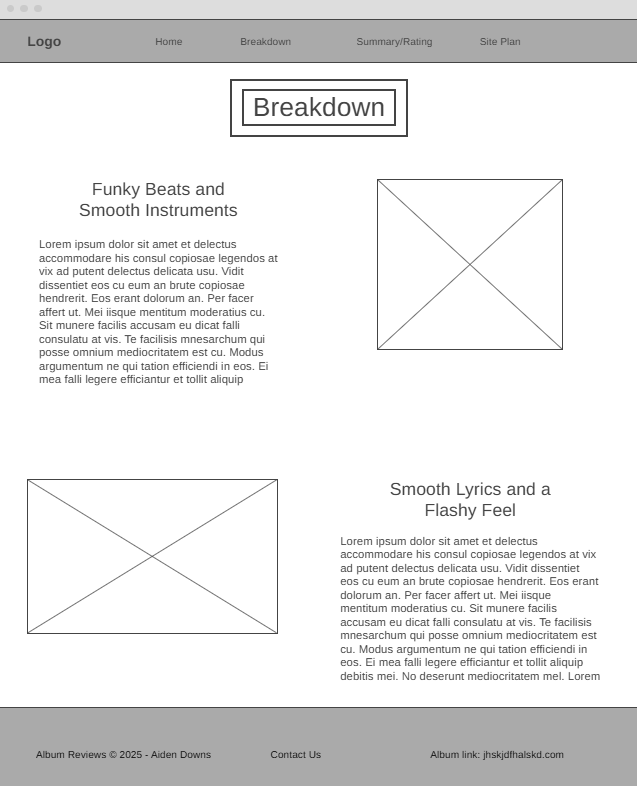 Logo
Home
Breakdown
Summary/Rating
Site Plan
Breakdown
Funky Beats and
Smooth Instruments
Lorem ipsum dolor sit amet et delectus
accommodare his consul copiosae legendos at
vix ad putent delectus delicata usu. Vidit
dissentiet eos cu eum an brute copiosae
hendrerit. Eos erant dolorum an. Per facer
affert ut. Mei iisque mentitum moderatius cu.
Sit munere facilis accusam eu dicat falli
consulatu at vis. Te facilisis mnesarchum qui
posse omnium mediocritatem est cu. Modus
argumentum ne qui tation efficiendi in eos. Ei
mea falli legere efficiantur et tollit aliquip
Smooth Lyrics and a
Flashy Feel
Lorem ipsum dolor sit amet et delectus
accommodare his consul copiosae legendos at vix
ad putent delectus delicata usu. Vidit dissentiet
eos cu eum an brute copiosae hendrerit. Eos erant
dolorum an. Per facer affert ut. Mei iisque
mentitum moderatius cu. Sit munere facilis
accusam eu dicat falli consulatu at vis. Te facilisis
mnesarchum qui posse omnium mediocritatem est
cu. Modus argumentum ne qui tation efficiendi in
eos. Ei mea falli legere efficiantur et tollit aliquip
debitis mei. No deserunt mediocritatem mel. Lorem
Album Reviews © 2025 - Aiden Downs
Contact Us
Album link: jhskjdfhalskd.com